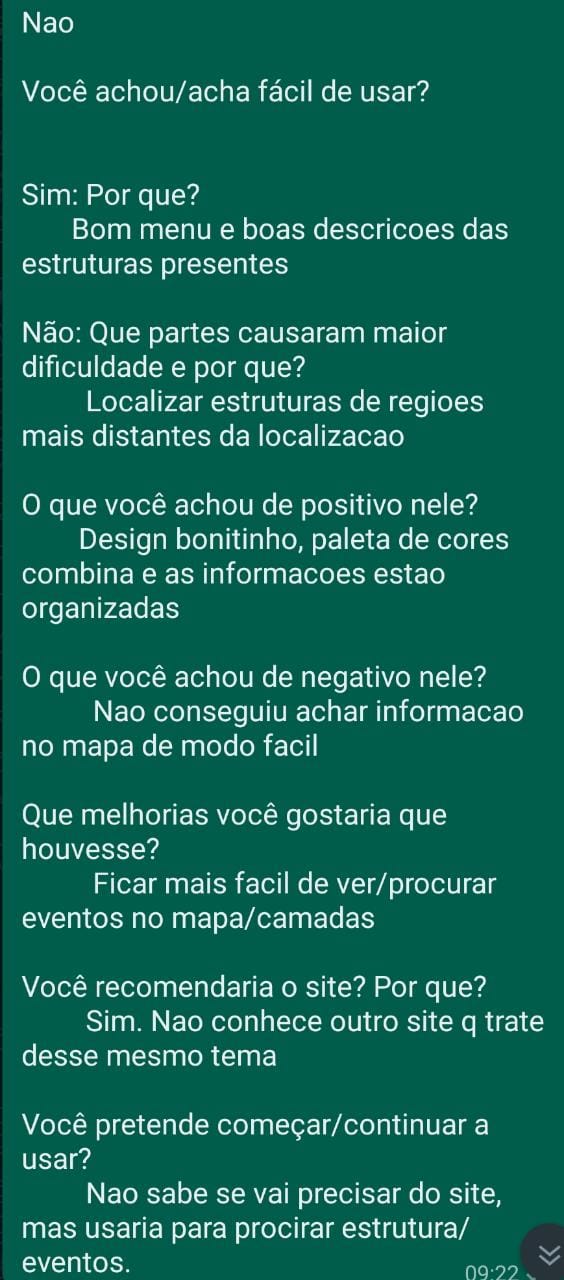 Nao
Você achou/acha fácil de usar?
Sim: Por que?
Bom menu e boas descricoes das
estruturas presentes
Não: Que partes causaram maior
dificuldade e por que?
Localizar estruturas de regioes
mais distantes da localizacao
O que você achou de positivo nele?
Design bonitinho, paleta de cores
combina e as informacoes estao
organizadas
O que você achou de negativo nele?
Nao conseguiu achar informacao
no mapa de modo facil
Que melhorias você gostaria que
houvesse?
Ficar mais facil de ver/procurar
eventos no mapa/camadas
Você recomendaria o site? Por que?
Sim. Nao conhece outro site q trate
desse mesmo tema
Você pretende começar/continuar a
usar?
Nao sabe se vai precisar do site,
mas usaria para procirar estrutura/
eventos.
09:22